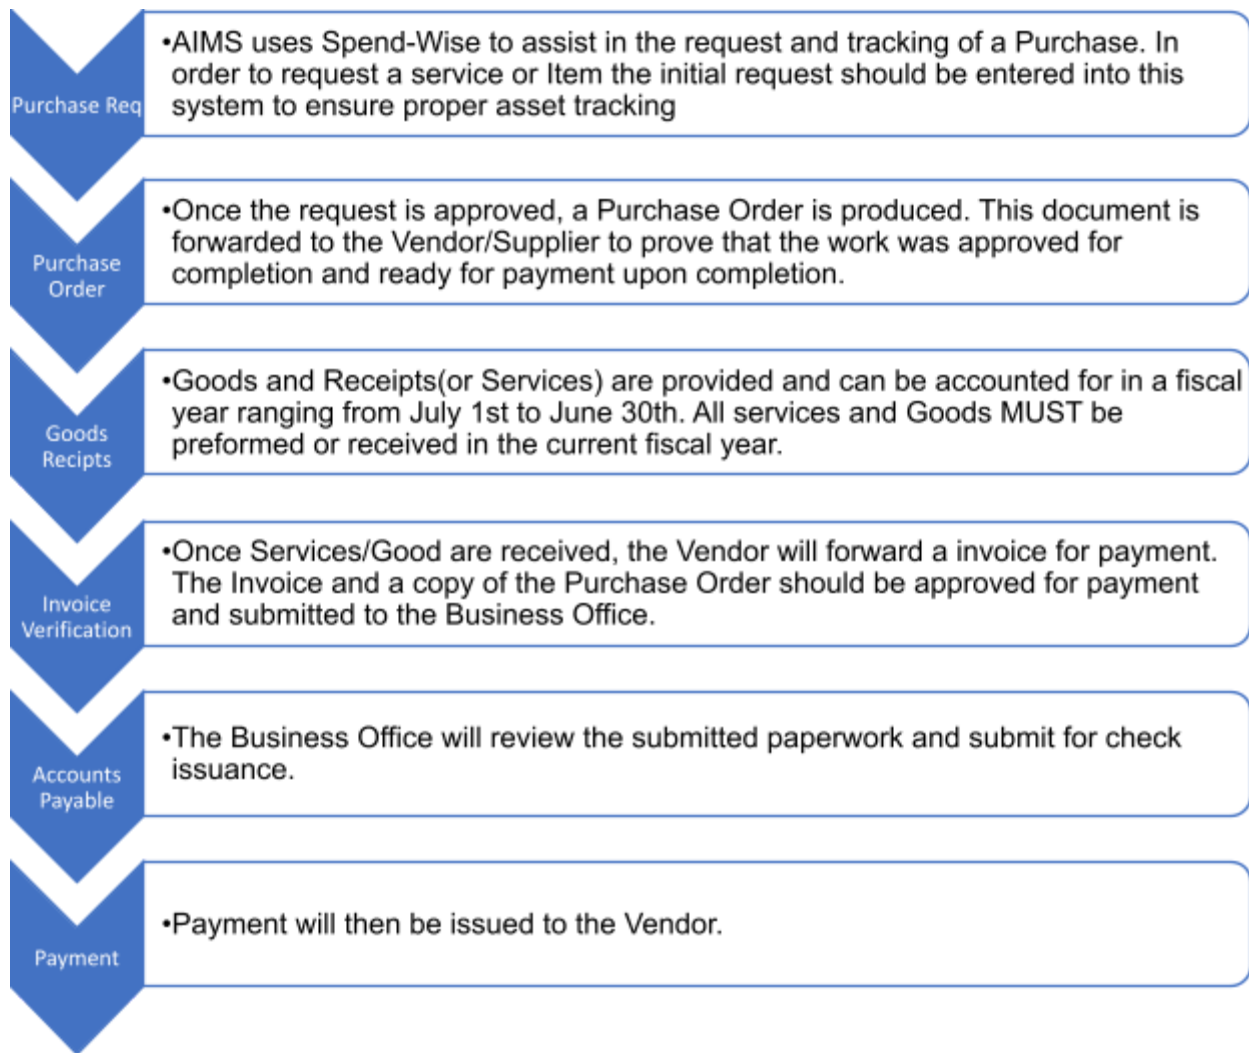 Purchase Req
•AIMS uses Spend-Wise to assist in the request and tracking of a Purchase. In
order to request a service or Item the initial request should be entered into this
system to ensure proper asset tracking
Purchase
Order
•Once the request is approved, a Purchase Order is produced. This document is
forwarded to the Vendor/Supplier to prove that the work was approved for
completion and ready for payment upon completion.
Goods
Recipts
•Goods and Receipts(or Services) are provided and can be accounted for in a fiscal
year ranging from July 1st to June 30th. All services and Goods MUST be
preformed or received in the current fiscal year.
Invoice
Verification
•Once Services/Good are received, the Vendor will forward a invoice for payment.
The Invoice and a copy of the Purchase Order should be approved for payment
and submitted to the Business Office.
Accounts
Payable
•The Business Office will review the submitted paperwork and submit for check
issuance.
Payment
•Payment will then be issued to the Vendor.